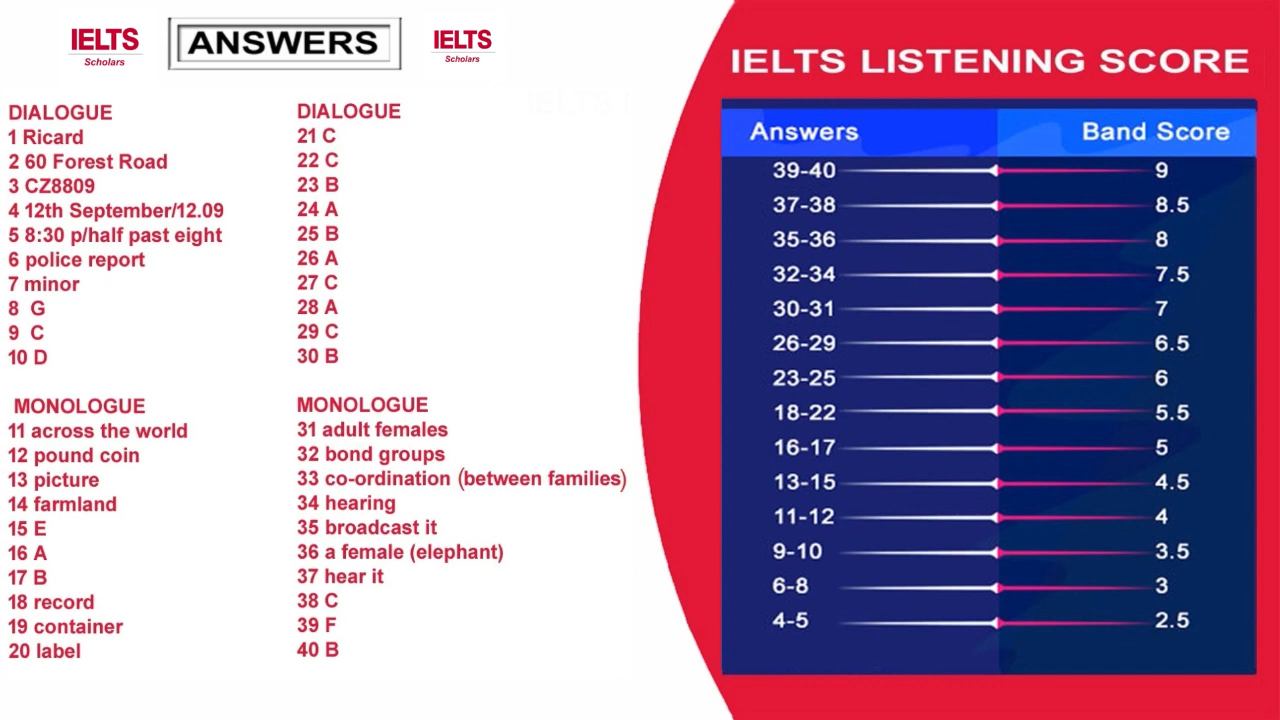 IELTS
Scholars
ANSWERS
IELTS
Scholars
DIALOGUE
1 Ricard
2 60 Forest Road
3 CZ8809
4 12th September/12.09
5 8:30 p/half past eight
6 police report
7 minor
8 G
9 C
10 D
MONOLOGUE
11 across the world
12 pound coin
13 picture
14 farmland
15 E
16 A
17 B
18 record
19 container
20 label
DIALOGUE
21 C
22 C
23 B
24 A
25 B
26 A
27 C
28 A
29 C
30 B
MONOLOGUE
31 adult females
32 bond groups
33 co-ordination (between families)
34 hearing
35 broadcast it
36 a female (elephant)
37 hear it
38 C
39 F
40 B
IELTS LISTENING SCORE
Answers Band Score
39-40 9
37-38 8.5
35-36 8
32-34 7.5
30-31 7
26-29 6.5
23-25 6
18-22 5.5
16-17 5
13-15 4.5
11-12 4
9-10 3.5
6-8 3
4-5 2.5